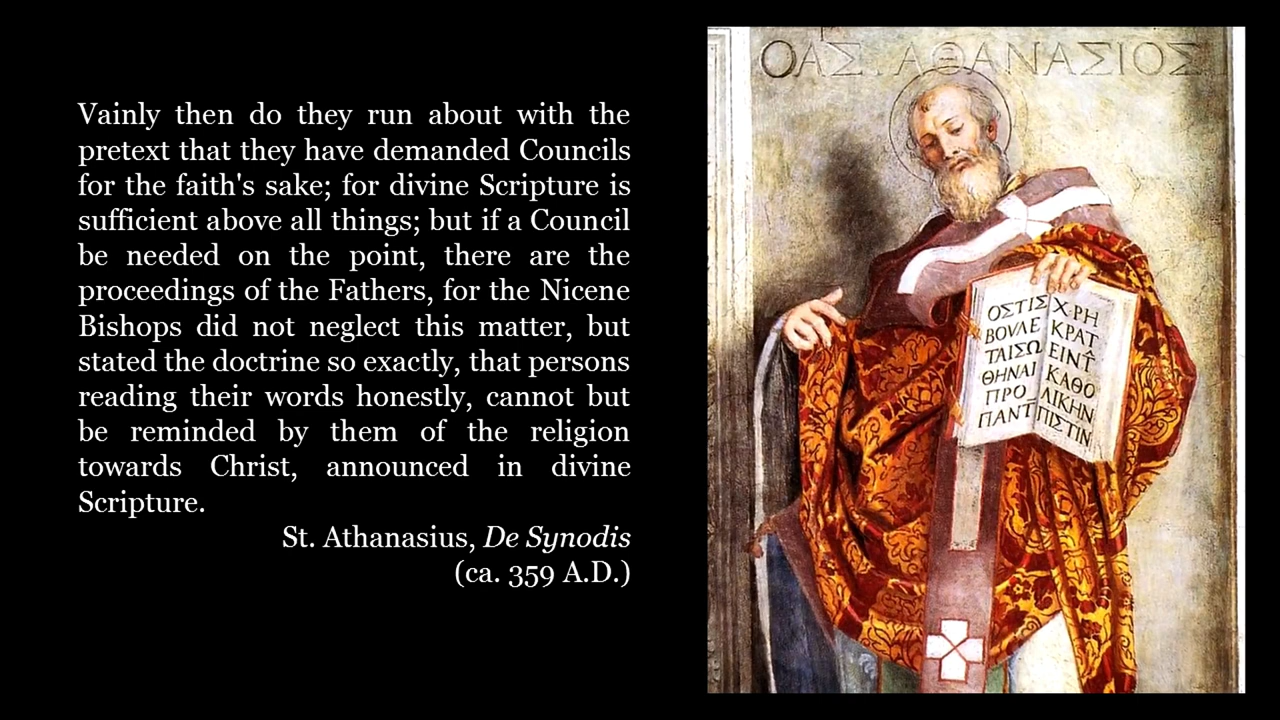 Vainly then do they run about with the
pretext that they have demanded Councils
for the faith's sake; for divine Scripture is
sufficient above all things; but if a Council
be needed on the point, there are the
proceedings of the Fathers, for the Nicene
Bishops did not neglect this matter, but
stated the doctrine so exactly, that persons
reading their words honestly, cannot but
be reminded by them of the religion
towards Christ, announced in divine
Scripture.
St. Athanasius, De Synodis
(ca. 359 A.D.)
ΟΑΣ. ΑΘΑΝΑΣΙΟΣ
ΟΣΤΙΣ
ΒΟΥΛΕ
ΤΑΙΣΩ
ΘΗΝΑΙ
ΠΡΟ
ΠΑΝΤ
ΧΡΗ
ΚΡΑΤ
ΕΙΝΤ̂
ΚΑΘΟ
ΛΙΚΗΝ
ΠΙΣΤΙΝ